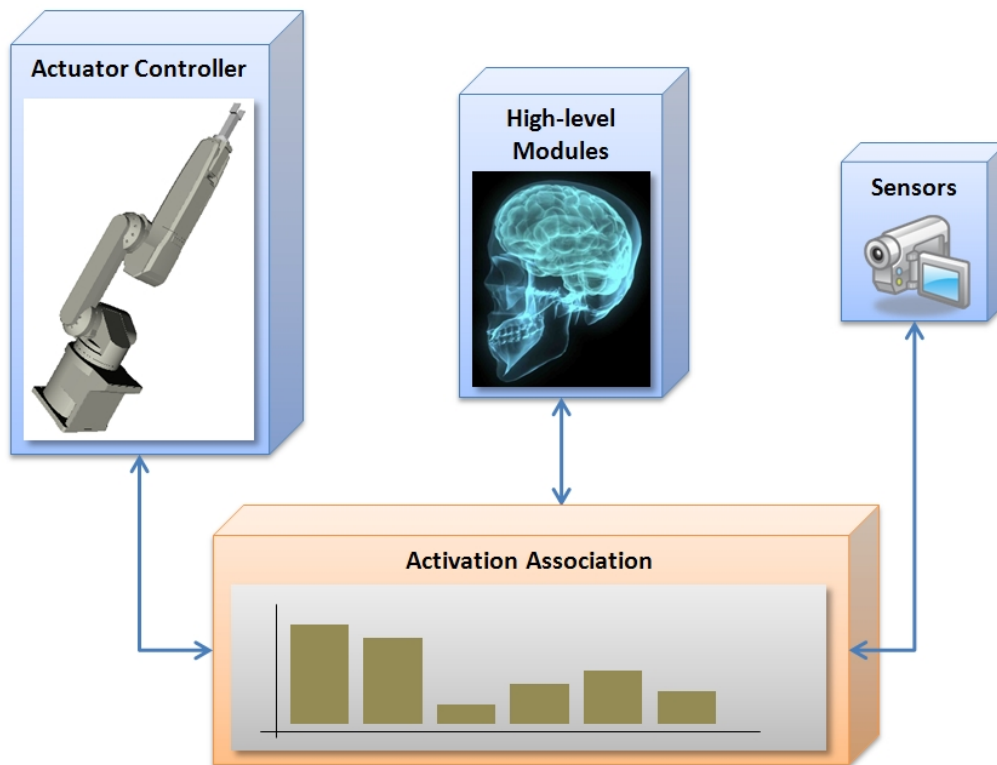 Actuator Controller
High-level
Modules
Sensors
Activation Association